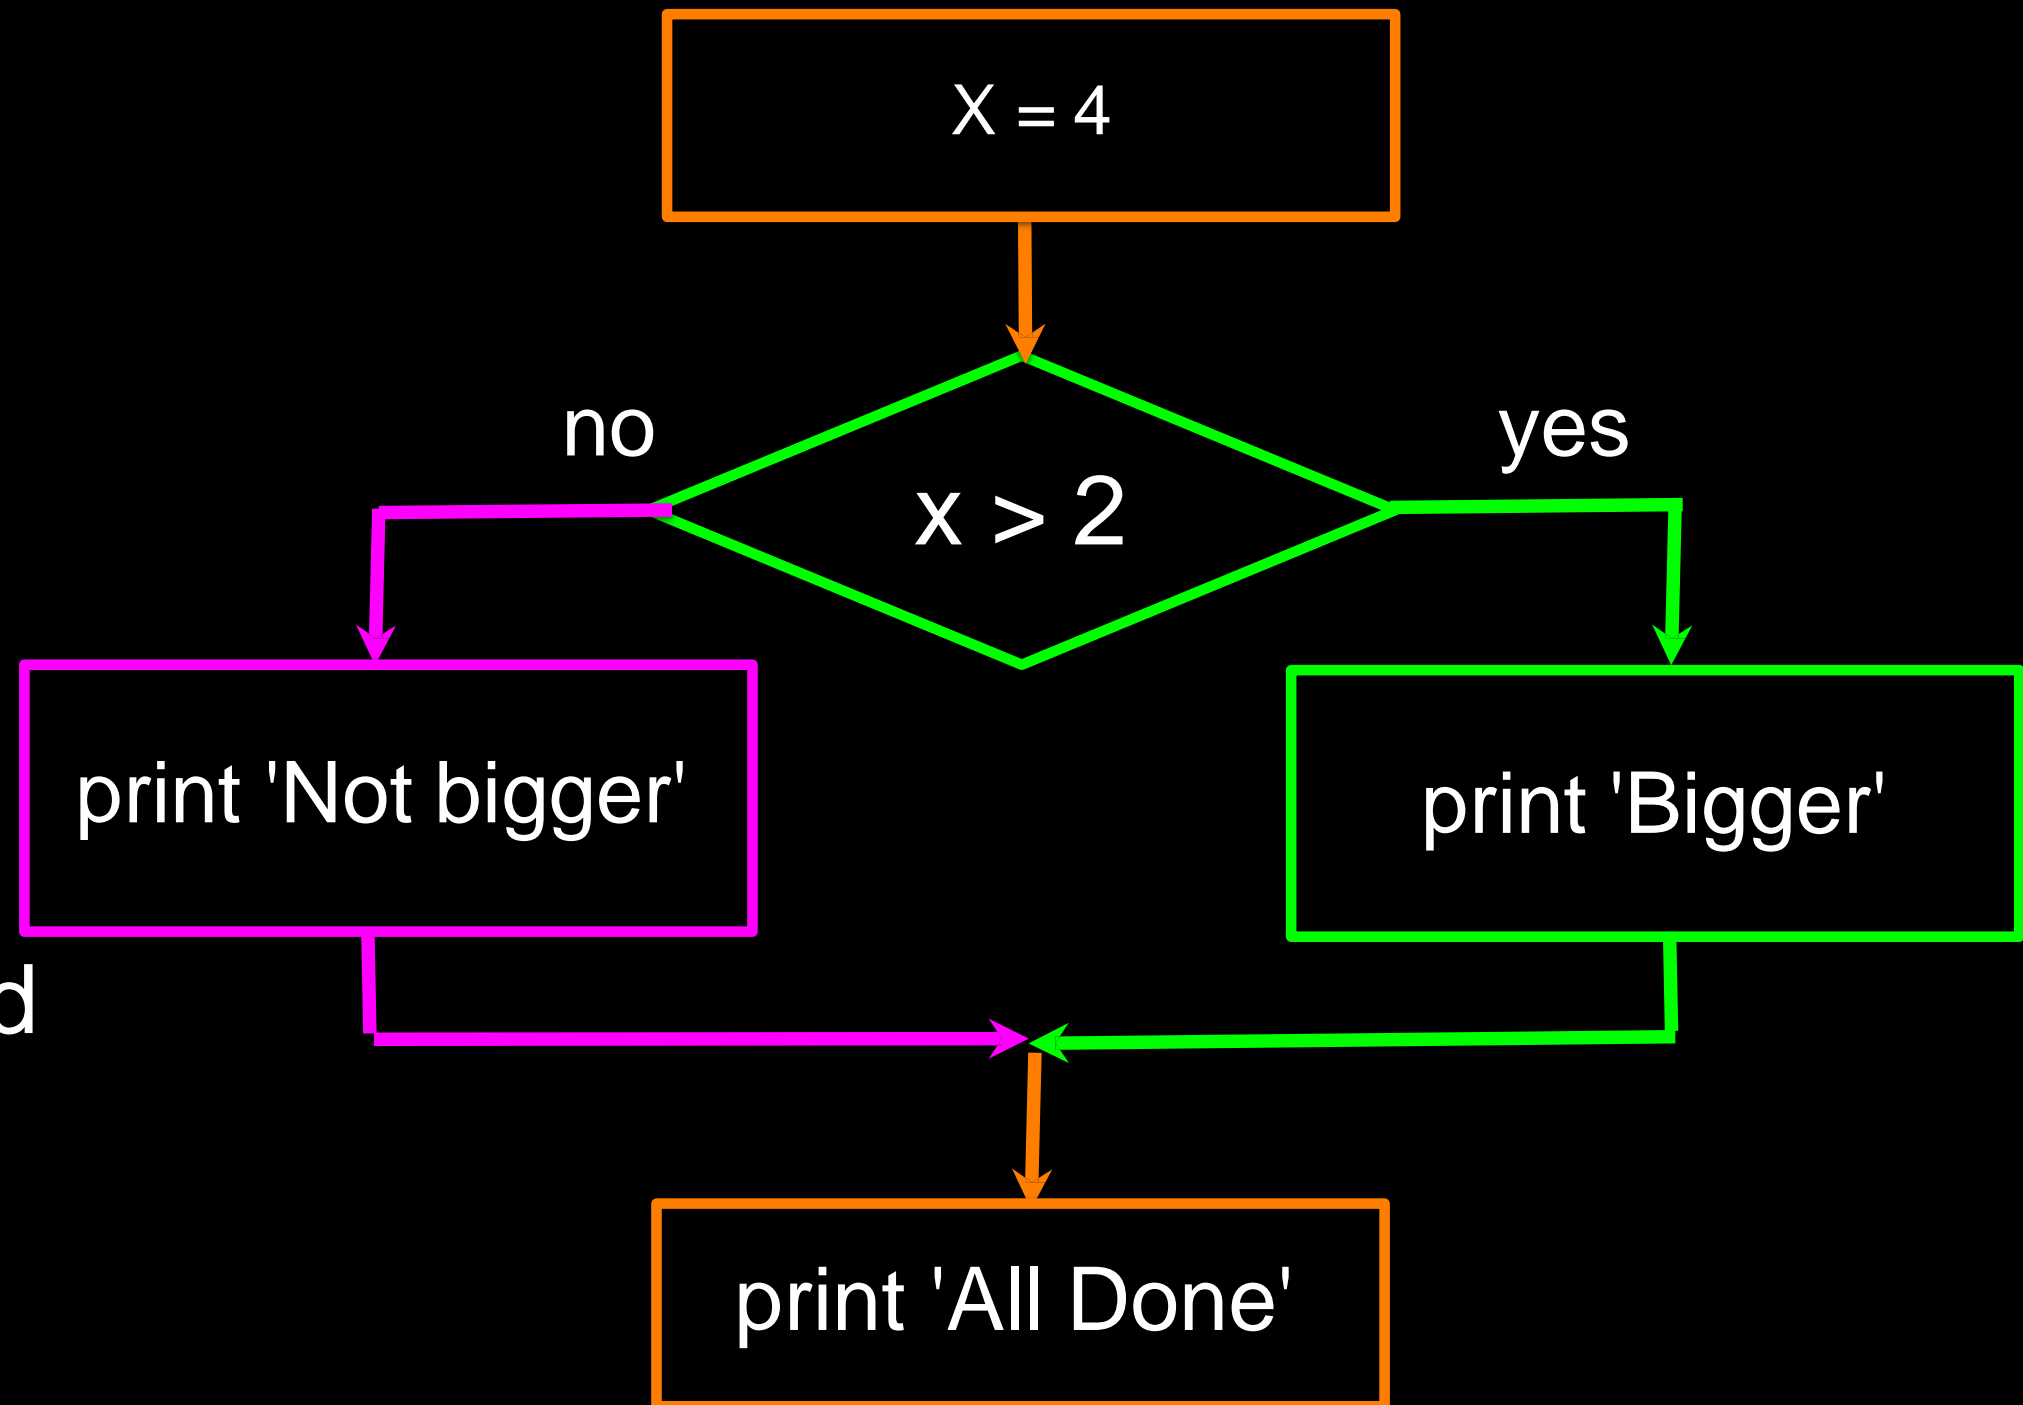 X = 4
no
yes
x > 2
print 'Not bigger'
print 'Bigger'
d
print 'All Done'